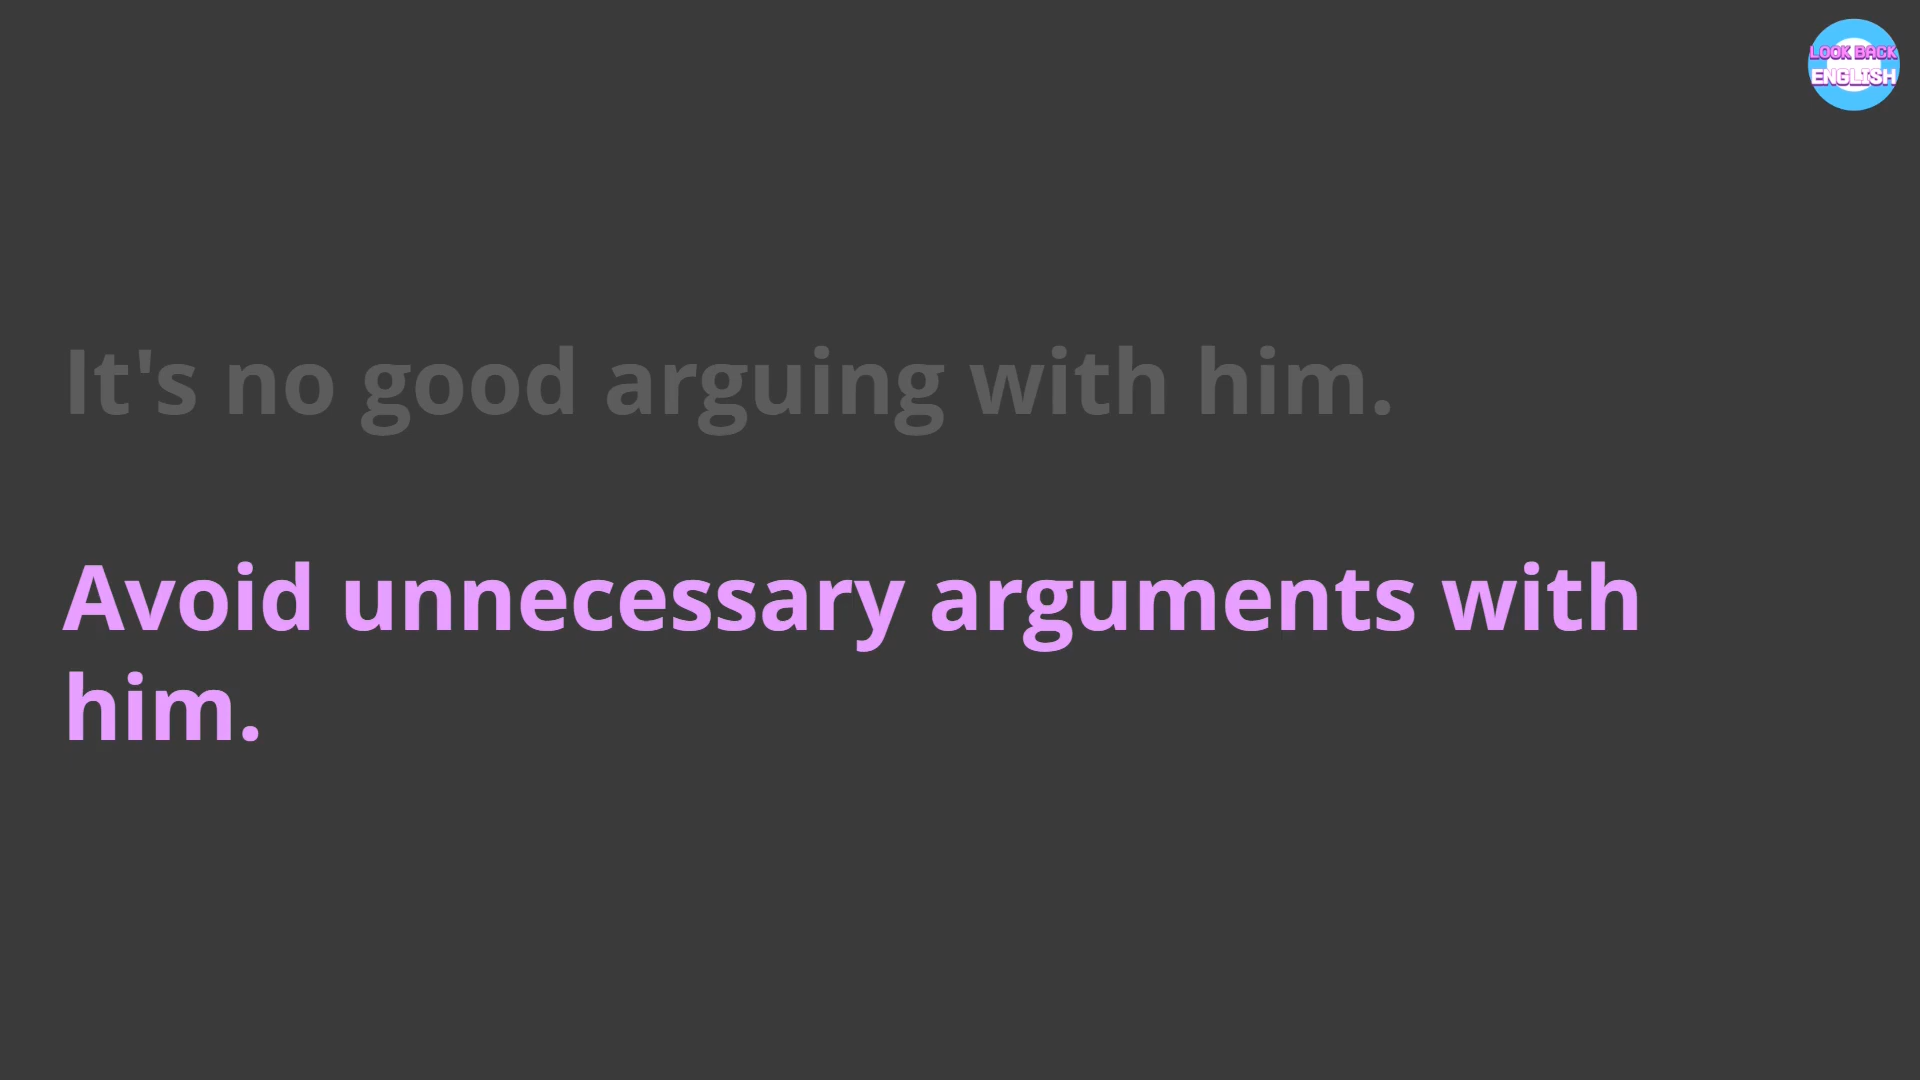 LOOK BACK
ENGLISH
It's no good arguing with him.
Avoid unnecessary arguments with
him.